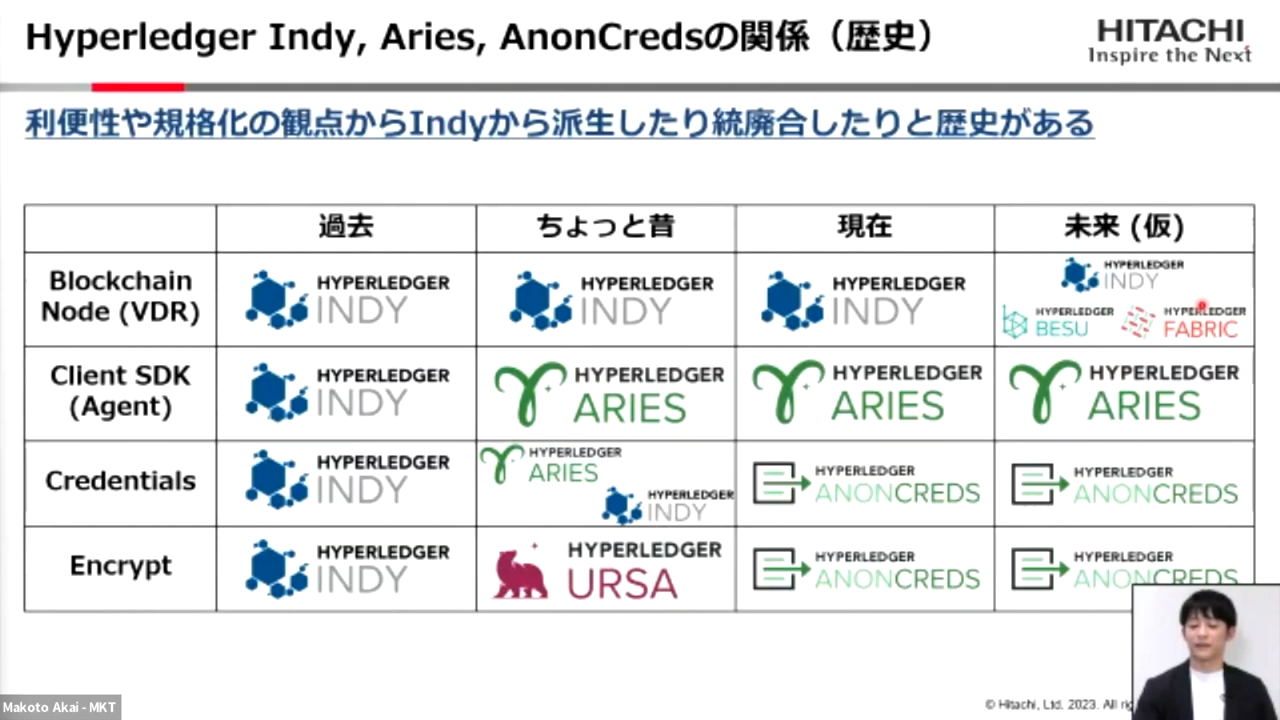 Hyperledger Indy, Aries, AnonCredsの関係（歴史）
HITACHI
Inspire the Next
利便性や規格化の観点からIndyから派生したり統廃合したりと歴史がある
過去
ちょっと昔
現在
未来 (仮)
Blockchain
Node (VDR)
HYPERLEDGER
INDY
HYPERLEDGER
INDY
HYPERLEDGER
INDY
HYPERLEDGER
INDY
HYPERLEDGER
BESU
HYPERLEDGER
FABRIC
Client SDK
(Agent)
HYPERLEDGER
INDY
HYPERLEDGER
ARIES
HYPERLEDGER
ARIES
HYPERLEDGER
ARIES
Credentials
HYPERLEDGER
INDY
HYPERLEDGER
ARIES
HYPERLEDGER
INDY
HYPERLEDGER
ANONCREDS
HYPERLEDGER
ANONCREDS
Encrypt
HYPERLEDGER
INDY
HYPERLEDGER
URSA
HYPERLEDGER
ANONCREDS
HYPERLEDGER
ANONCREDS
Makoto Akai - MKT
© Hitachi, Ltd. 2023. All